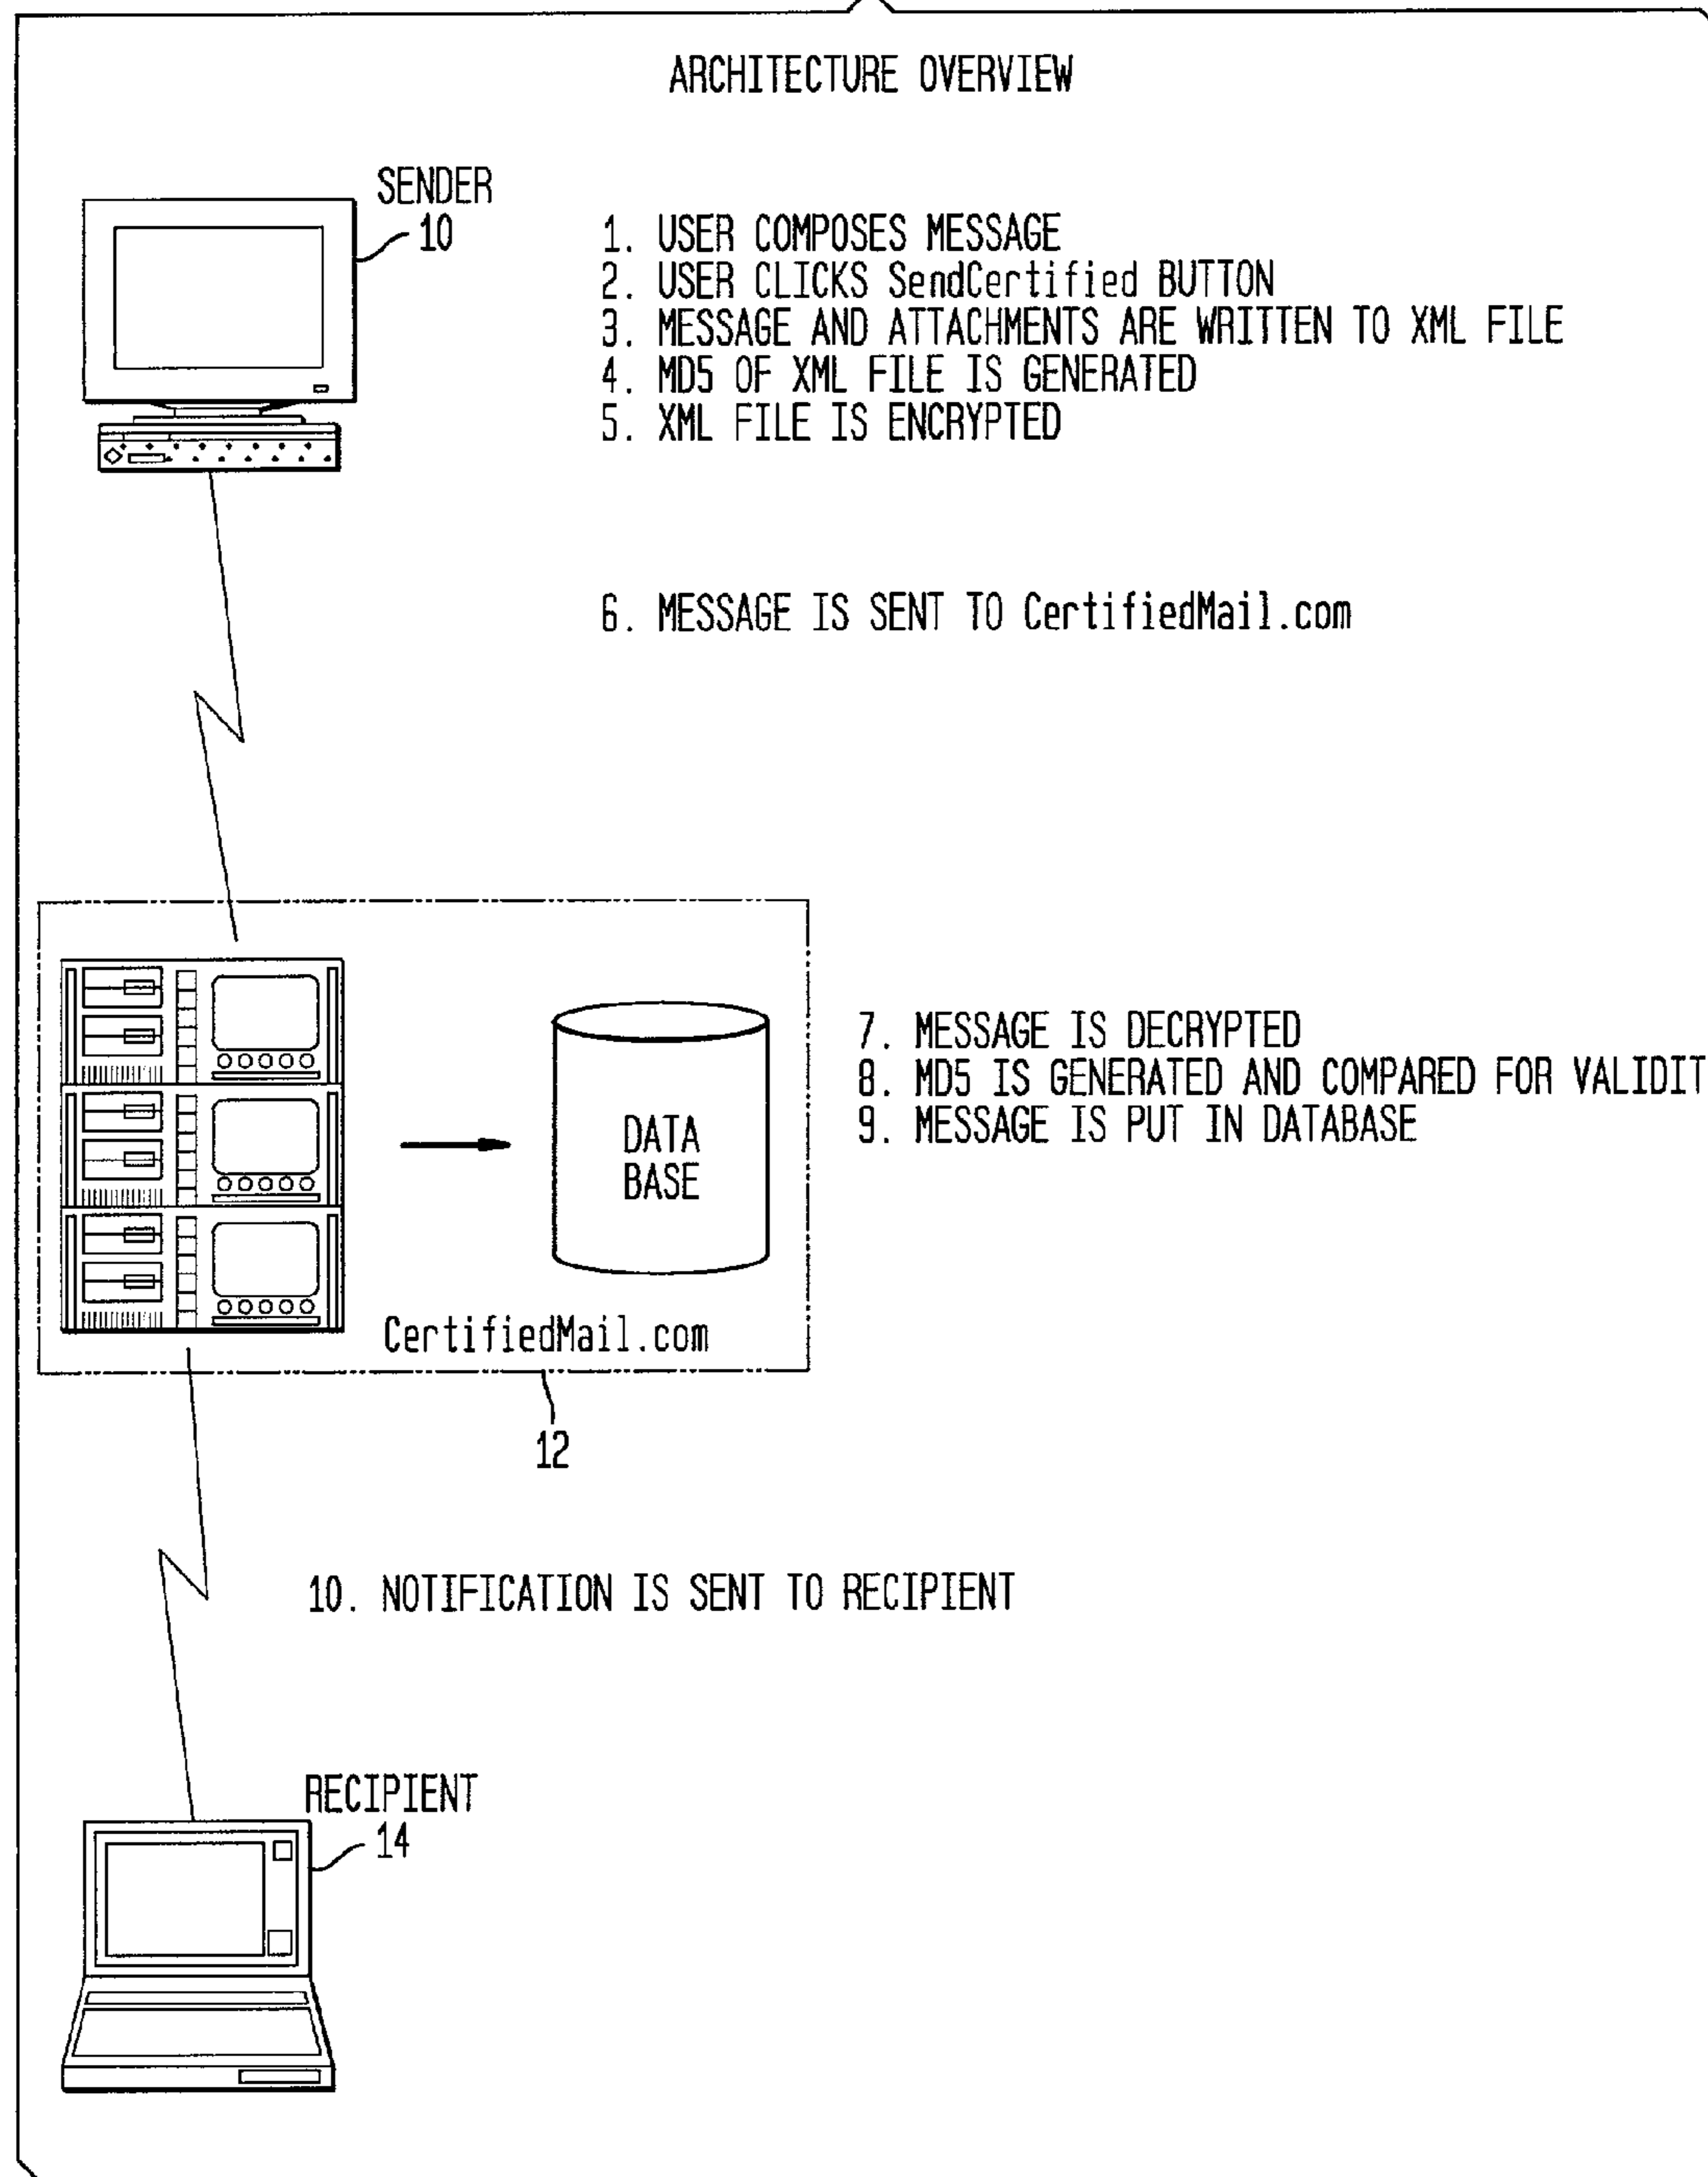 ARCHITECTURE OVERVIEW
SENDER
10
1. USER COMPOSES MESSAGE
2. USER CLICKS SendCertified BUTTON
3. MESSAGE AND ATTACHMENTS ARE WRITTEN TO XML FILE
4. MD5 OF XML FILE IS GENERATED
5. XML FILE IS ENCRYPTED
6. MESSAGE IS SENT TO CertifiedMail.com
7. MESSAGE IS DECRYPTED
8. MD5 IS GENERATED AND COMPARED FOR VALIDIT
9. MESSAGE IS PUT IN DATABASE
DATA
BASE
CertifiedMail.com
12
10. NOTIFICATION IS SENT TO RECIPIENT
RECIPIENT
14